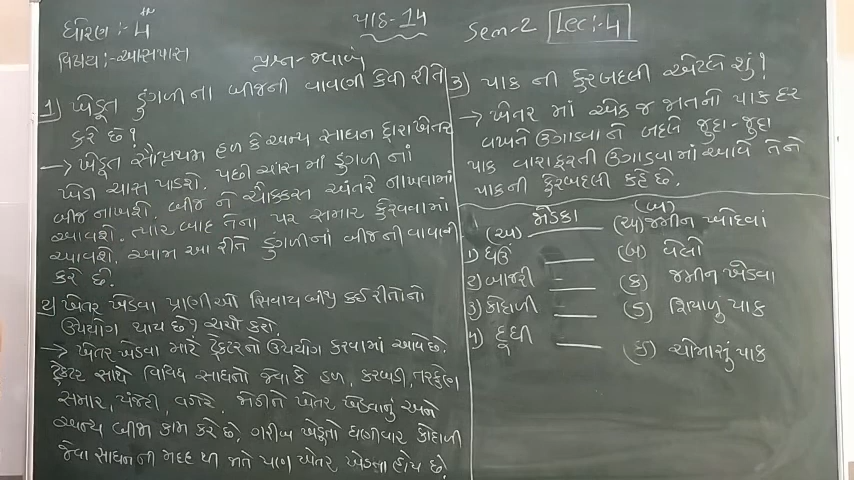 ધોરણ :- 4th
વિષય :- આસપાસ
પાઠ-14
Sem-2 Lec:-4
પ્રશ્ન-જવાબ
1) ખેડૂત ડુંગળીના બીજની વાવણી કેવી રીતે
કરે છે?
→ ખેડૂત સૌપ્રથમ હળ કે અન્ય સાધન દ્વારા ખેતર
ખેડી ચાસ પાડશે. પછી ચાસ માં ડુંગળી નાં
બીજ નાખશે. બીજ ને ચોક્કસ અંતરે નાખવામાં
આવશે. ત્યાર બાદ તેના પર સમાર ફેરવવામાં
આવશે. આમ આ રીતે ડુંગળીનાં બીજની વાવણી
કરે છે.
2) ખેતર ખેડવા પ્રાણીઓ સિવાય બીજી કઈ રીતોનો
ઉપયોગ થાય છે? ચર્ચા કરો.
→ ખેતર ખેડવા માટે ટ્રેક્ટરનો ઉપયોગ કરવામાં આવે છે.
ટ્રેક્ટર સાથે વિવિધ સાધનો જેવા કે હળ, કરબડી,
સમાર, પંજેટી, વગેરે. જોડીને ખેતર ખેડવાનું અને
અન્ય બીજા કામ કરે છે. ગરીબ ખેડૂતો ઘણીવાર કોદાળી
જેવા સાધનની મદદ થી જાતે પણ ખેતર ખેડતા હોય છે.
3) પાક ની ફેરબદલી એટલે શું?
→ ખેતર માં એક જ જાતનો પાક દર
વખતે ઉગાડવા ને બદલે જુદા-જુદા
પાક વારાફરતી ઉગાડવામાં આવે તેને
પાકની ફેરબદલી કહે છે.
જોડકા
(અ) (બ)
1) ઘઉં (અ) જમીન ખોદવાં
2) બાજરી (બ) વેલો
3) કોદાળી (ક) જમીન ખેડવા
4) દૂધી (ડ) શિયાળુ પાક
(ઈ) ચોમાસું પાક